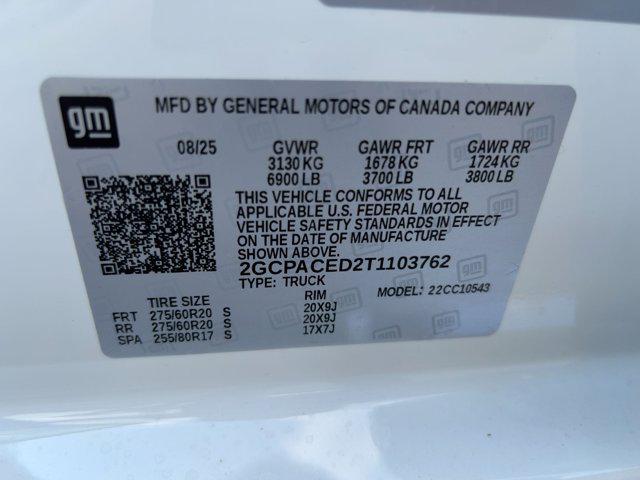 gm
MFD BY GENERAL MOTORS OF CANADA COMPANY
08/25 GVWR GAWR FRT GAWR RR
3130 KG 1678 KG 1724 KG
6900 LB 3700 LB 3800 LB
THIS VEHICLE CONFORMS TO ALL
APPLICABLE U.S. FEDERAL MOTOR
VEHICLE SAFETY STANDARDS IN EFFECT
ON THE DATE OF MANUFACTURE
SHOWN ABOVE.
2GCPACED2T1103762
TYPE: TRUCK MODEL: 22CC10543
TIRE SIZE RIM
FRT 275/60R20 S 20X9J
RR 275/60R20 S 20X9J
SPA 255/80R17 S 17X7J